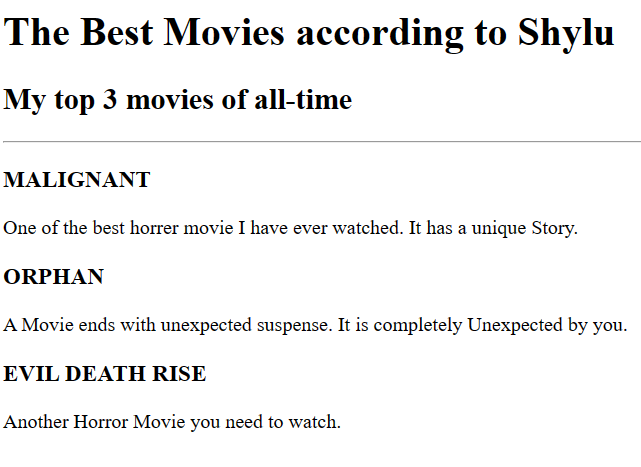 The Best Movies according to Shylu
My top 3 movies of all-time
MALIGNANT
One of the best horrer movie I have ever watched. It has a unique Story.
ORPHAN
A Movie ends with unexpected suspense. It is completely Unexpected by you.
EVIL DEATH RISE
Another Horror Movie you need to watch.